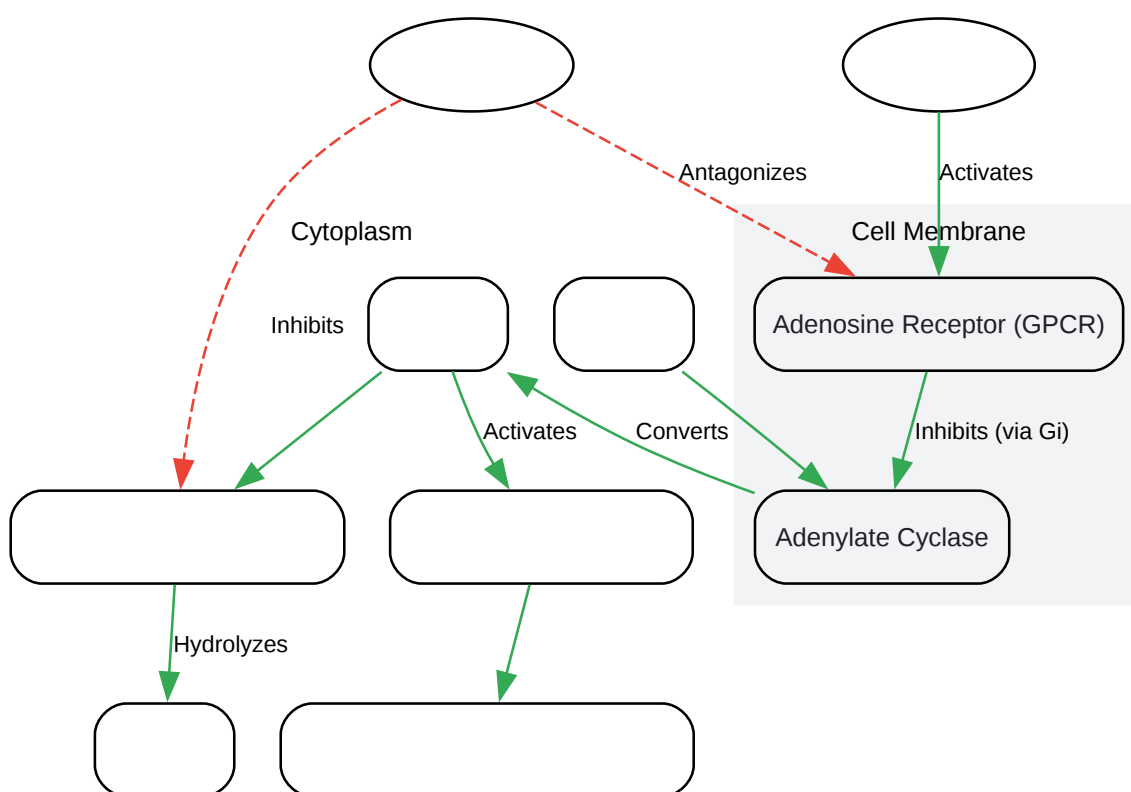 Antagonizes
Activates
Cytoplasm
Cell Membrane
Inhibits
Adenosine Receptor (GPCR)
Activates
Converts
Inhibits (via Gi)
Adenylate Cyclase
Hydrolyzes